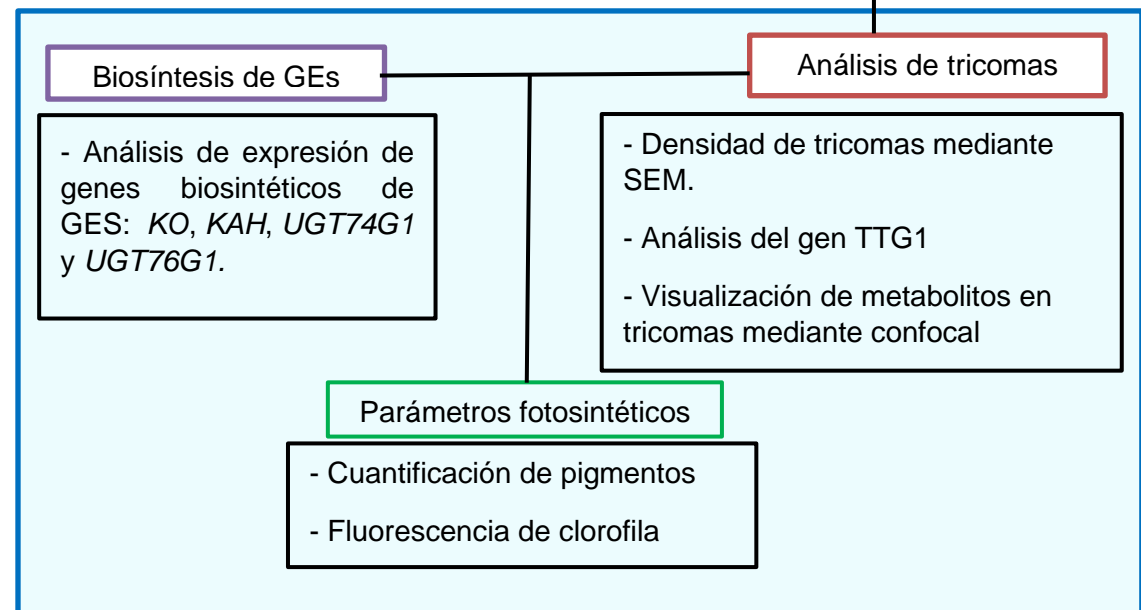 Biosíntesis de GEs
- Análisis de expresión de
genes biosintéticos de
GES: KO, KAH, UGT74G1
y UGT76G1.
Análisis de tricomas
- Densidad de tricomas mediante
SEM.
- Análisis del gen TTG1
- Visualización de metabolitos en
tricomas mediante confocal
Parámetros fotosintéticos
- Cuantificación de pigmentos
- Fluorescencia de clorofila